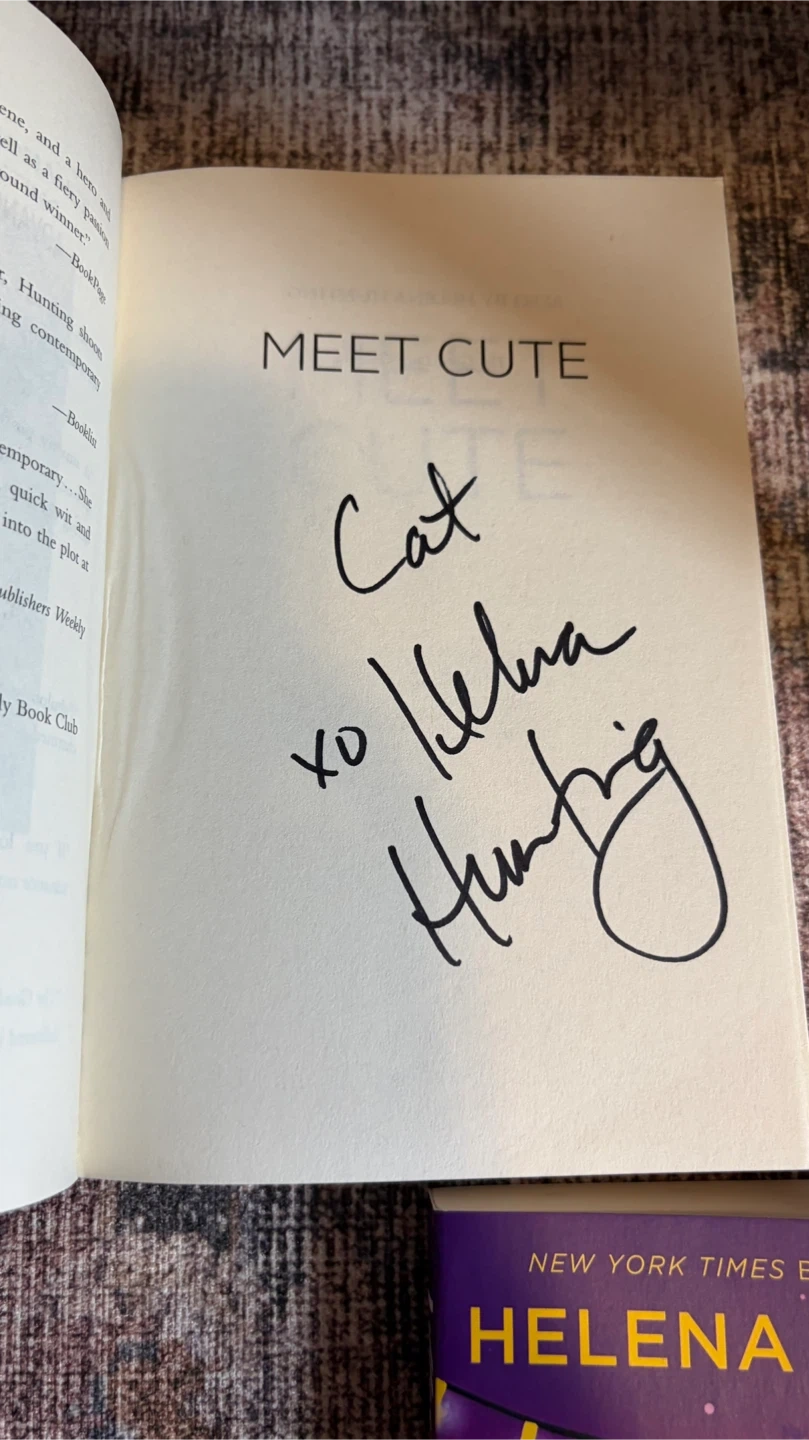 ene, and a hero and
ell as a fiery passion
ound winner."
—BookPage
r, Hunting shoots
ing contemporary
—Booklist
emporary...She
quick wit and
into the plot at
ublishers Weekly
ly Book Club
MEET CUTE
Cat
xo Helena
Hunting
NEW YORK TIMES B
HELENA